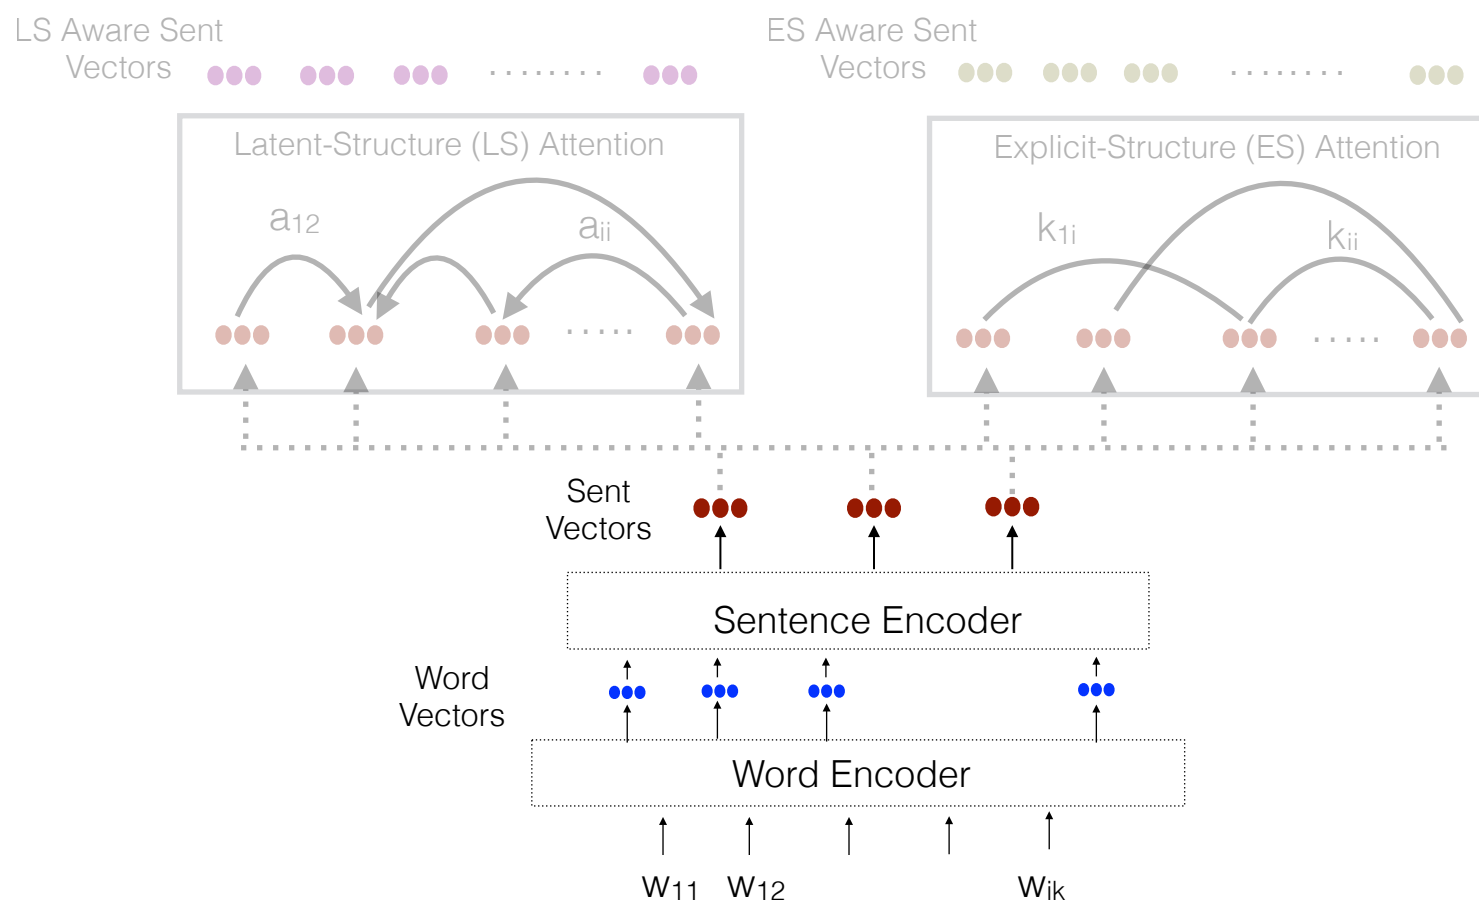 LS Aware Sent
Vectors
ES Aware Sent
Vectors
Latent-Structure (LS) Attention
Explicit-Structure (ES) Attention
a12
aii
k1i
kii
Sent
Vectors
Sentence Encoder
Word
Vectors
Word Encoder
w11 w12 wik